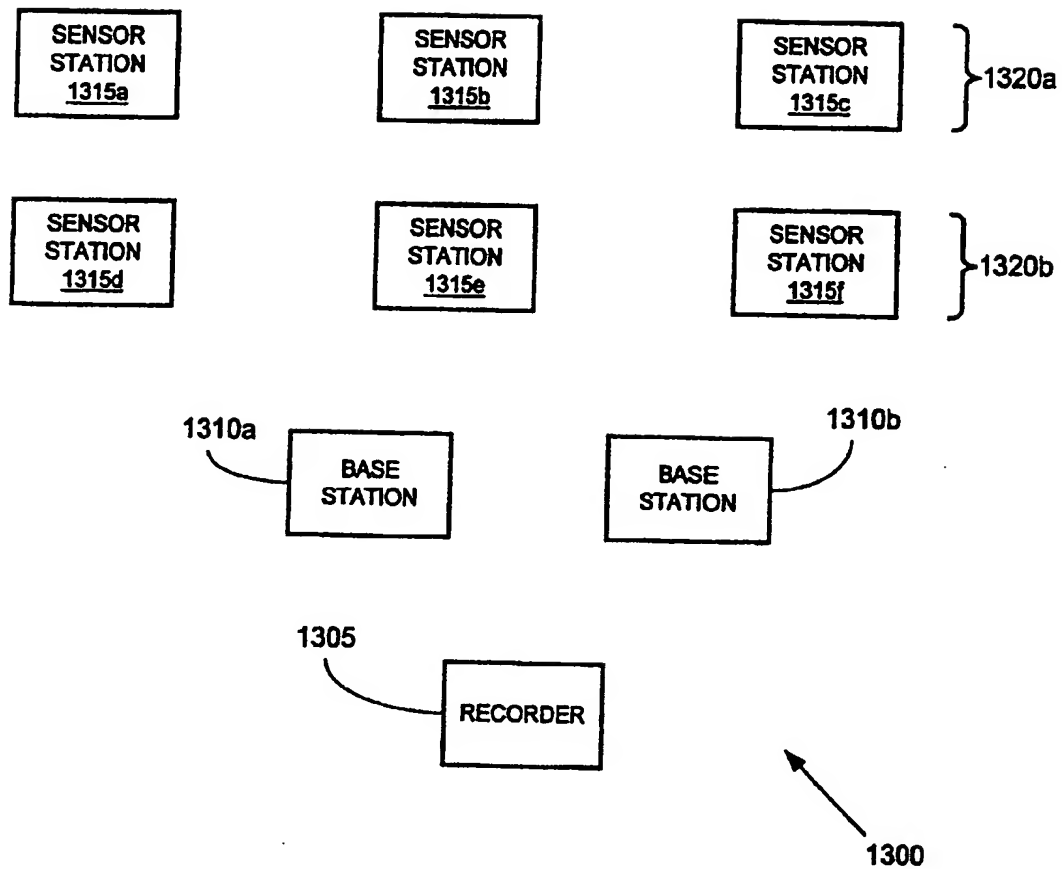 SENSOR
STATION
1315a
SENSOR
STATION
1315b
SENSOR
STATION
1315c
1320a
SENSOR
STATION
1315d
SENSOR
STATION
1315e
SENSOR
STATION
1315f
1320b
1310a
BASE
STATION
BASE
STATION
1310b
1305
RECORDER
1300